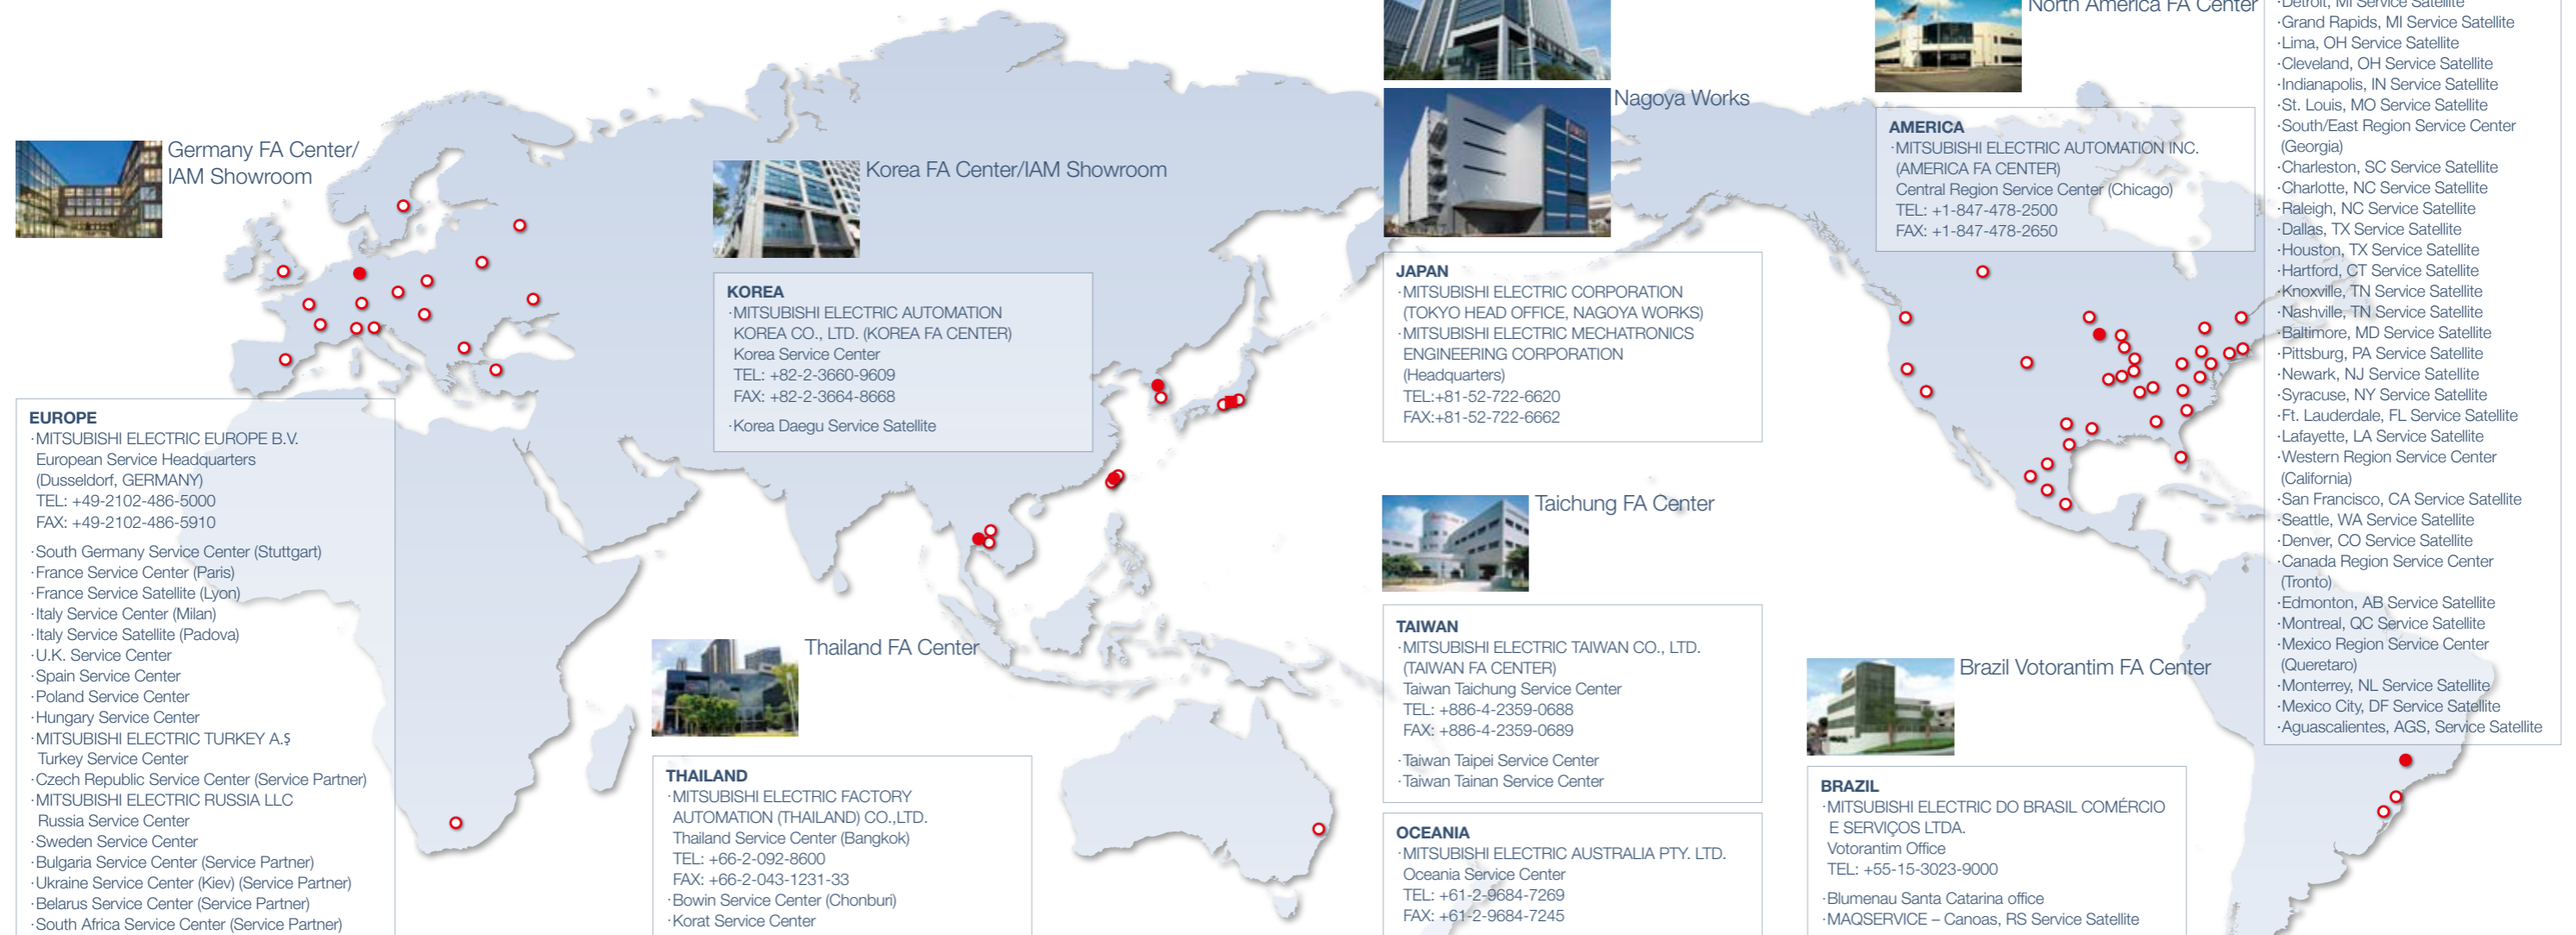 Germany FA Center/
IAM Showroom
EUROPE
·MITSUBISHI ELECTRIC EUROPE B.V.
European Service Headquarters
(Dusseldorf, GERMANY)
TEL: +49-2102-486-5000
FAX: +49-2102-486-5910
·South Germany Service Center (Stuttgart)
·France Service Center (Paris)
·France Service Satellite (Lyon)
·Italy Service Center (Milan)
·Italy Service Satellite (Padova)
·U.K. Service Center
·Spain Service Center
·Poland Service Center
·Hungary Service Center
·MITSUBISHI ELECTRIC TURKEY A.Ş
Turkey Service Center
·Czech Republic Service Center (Service Partner)
·MITSUBISHI ELECTRIC RUSSIA LLC
Russia Service Center
·Sweden Service Center
·Bulgaria Service Center (Service Partner)
·Ukraine Service Center (Kiev) (Service Partner)
·Belarus Service Center (Service Partner)
·South Africa Service Center (Service Partner)
Korea FA Center/IAM Showroom
KOREA
·MITSUBISHI ELECTRIC AUTOMATION
KOREA CO., LTD. (KOREA FA CENTER)
Korea Service Center
TEL: +82-2-3660-9609
FAX: +82-2-3664-8668
·Korea Daegu Service Satellite
Thailand FA Center
THAILAND
·MITSUBISHI ELECTRIC FACTORY
AUTOMATION (THAILAND) CO.,LTD.
Thailand Service Center (Bangkok)
TEL: +66-2-092-8600
FAX: +66-2-043-1231-33
·Bowin Service Center (Chonburi)
·Korat Service Center
Nagoya Works
JAPAN
·MITSUBISHI ELECTRIC CORPORATION
(TOKYO HEAD OFFICE, NAGOYA WORKS)
·MITSUBISHI ELECTRIC MECHATRONICS
ENGINEERING CORPORATION
(Headquarters)
TEL:+81-52-722-6620
FAX:+81-52-722-6662
Taichung FA Center
TAIWAN
·MITSUBISHI ELECTRIC TAIWAN CO., LTD.
(TAIWAN FA CENTER)
Taiwan Taichung Service Center
TEL: +886-4-2359-0688
FAX: +886-4-2359-0689
·Taiwan Taipei Service Center
·Taiwan Tainan Service Center
OCEANIA
·MITSUBISHI ELECTRIC AUSTRALIA PTY. LTD.
Oceania Service Center
TEL: +61-2-9684-7269
FAX: +61-2-9684-7245
North America FA Center
AMERICA
·MITSUBISHI ELECTRIC AUTOMATION INC.
(AMERICA FA CENTER)
Central Region Service Center (Chicago)
TEL: +1-847-478-2500
FAX: +1-847-478-2650
·Detroit, MI Service Satellite
·Grand Rapids, MI Service Satellite
·Lima, OH Service Satellite
·Cleveland, OH Service Satellite
·Indianapolis, IN Service Satellite
·St. Louis, MO Service Satellite
·South/East Region Service Center
(Georgia)
·Charleston, SC Service Satellite
·Charlotte, NC Service Satellite
·Raleigh, NC Service Satellite
·Dallas, TX Service Satellite
·Houston, TX Service Satellite
·Hartford, CT Service Satellite
·Knoxville, TN Service Satellite
·Nashville, TN Service Satellite
·Baltimore, MD Service Satellite
·Pittsburg, PA Service Satellite
·Newark, NJ Service Satellite
·Syracuse, NY Service Satellite
·Ft. Lauderdale, FL Service Satellite
·Lafayette, LA Service Satellite
·Western Region Service Center
(California)
·San Francisco, CA Service Satellite
·Seattle, WA Service Satellite
·Denver, CO Service Satellite
·Canada Region Service Center
(Tronto)
·Edmonton, AB Service Satellite
·Montreal, QC Service Satellite
·Mexico Region Service Center
(Queretaro)
·Monterrey, NL Service Satellite
·Mexico City, DF Service Satellite
·Aguascalientes, AGS, Service Satellite
Brazil Votorantim FA Center
BRAZIL
·MITSUBISHI ELECTRIC DO BRASIL COMÉRCIO
E SERVIÇOS LTDA.
Votorantim Office
TEL: +55-15-3023-9000
·Blumenau Santa Catarina office
·MAQSERVICE – Canoas, RS Service Satellite